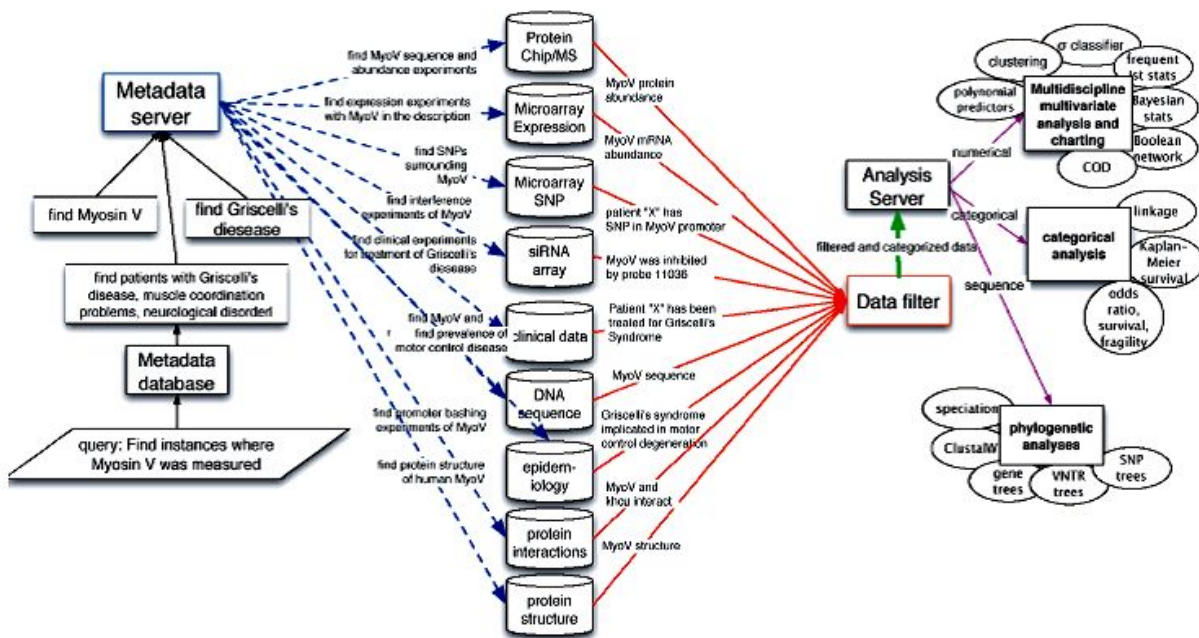 Metadata
server
find Myosin V
find Griscelli's
diesease
find patients with Griscelli's
disease, muscle coordination
problems, neurological disorder
Metadata
database
query: Find instances where
Myosin V was measured
find MyoV sequence and
abundance experiments
find expression experiments
with MyoV in the description
find SNPs
surrounding
MyoV
find interference
experiments of MyoV
find clinical experiments
for treatment of Griscelli's
diesease
find MyoV and
find prevalence of
motor control disease
find promoter bashing
experiments of MyoV
find protein structure
of human MyoV
Protein
Chip/MS
Microarray
Expression
Microarray
SNP
siRNA
array
clinical data
DNA
sequence
epidem-
iology
protein
interactions
protein
structure
MyoV protein
abundance
MyoV mRNA
abundance
patient "X" has
SNP in MyoV promoter
MyoV was inhibited
by probe 11036
Patient "X" has been
treated for Griscelli's
Syndrome
MyoV sequence
Griscelli's syndrome
implicated in motor
control degeneration
MyoV and
interact
MyoV structure
Data filter
filtered and categorized data
Analysis
Server
numerical
categorical
sequence
Multidiscipline
multivariate
analysis and
charting
polynomial
predictors
clustering
σ classifier
frequent
1st stats
Bayesian
stats
Boolean
network
COD
categorical
analysis
linkage
Kaplan-
Meier
survival
odds
ratio,
survival,
fragility
phylogenetic
analyses
speciation
ClustalW
gene
trees
VNTR
trees
SNP
trees